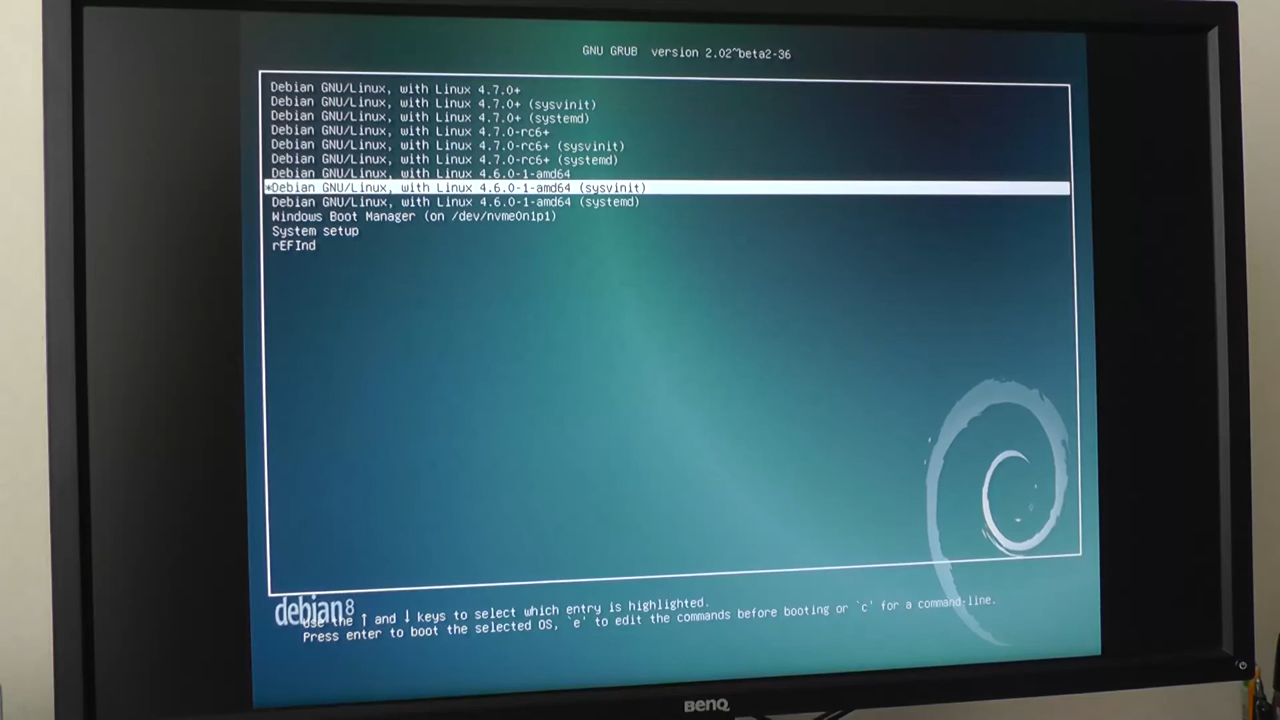 GNU GRUB  version 2.02~beta2-36
Debian GNU/Linux, with Linux 4.7.0+
Debian GNU/Linux, with Linux 4.7.0+ (sysvinit)
Debian GNU/Linux, with Linux 4.7.0+ (systemd)
Debian GNU/Linux, with Linux 4.7.0-rc6+
Debian GNU/Linux, with Linux 4.7.0-rc6+ (sysvinit)
Debian GNU/Linux, with Linux 4.7.0-rc6+ (systemd)
Debian GNU/Linux, with Linux 4.6.0-1-amd64
*Debian GNU/Linux, with Linux 4.6.0-1-amd64 (sysvinit)
Debian GNU/Linux, with Linux 4.6.0-1-amd64 (systemd)
Windows Boot Manager (on /dev/nvme0n1p1)
System setup
rEFInd
debian 8
Use the ↑ and ↓ keys to select which entry is highlighted.
Press enter to boot the selected OS, `e' to edit the commands before booting or `c' for a command-line.
BenQ